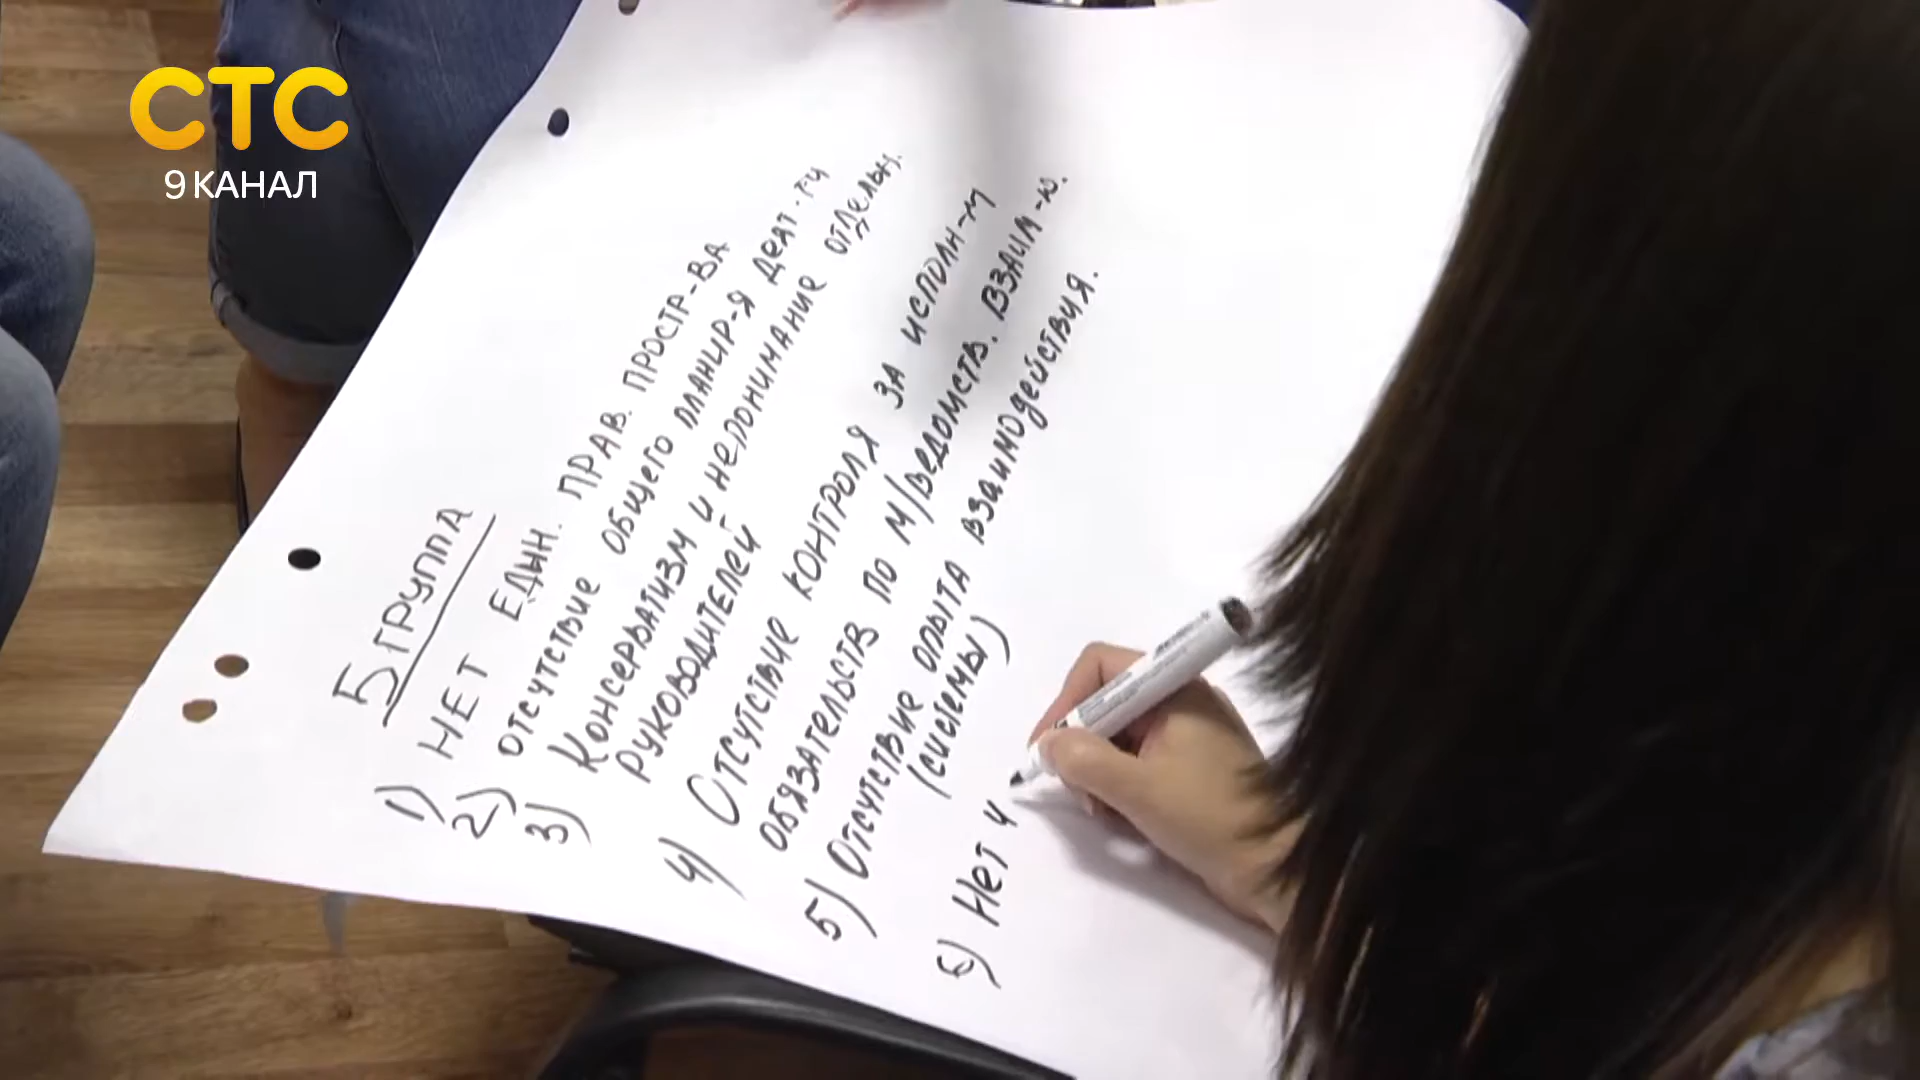 СТС
9 КАНАЛ
5 ГРУППА
1) НЕТ ЕДИН. ПРАВ. ПРОСТР-ВА
2) ОТСУТСТВИЕ ОБЩЕГО ПЛАНИР-Я ДЕЯТ-ТИ
3) КОНСЕРВАТИЗМ И НЕПОНИМАНИЕ ОТДЕЛЬН.
РУКОВОДИТЕЛЕЙ
4) ОТСУТСТВИЕ КОНТРОЛЯ ЗА ИСПОЛН-М
ОБЯЗАТЕЛЬСТВ ПО М/ВЕДОМСТВ. ВЗАИМ-Ю.
5) ОТСУТСТВИЕ ОПЫТА ВЗАИМОДЕЙСТВИЯ.
(СИСТЕМЫ)
6) НЕТ Ч